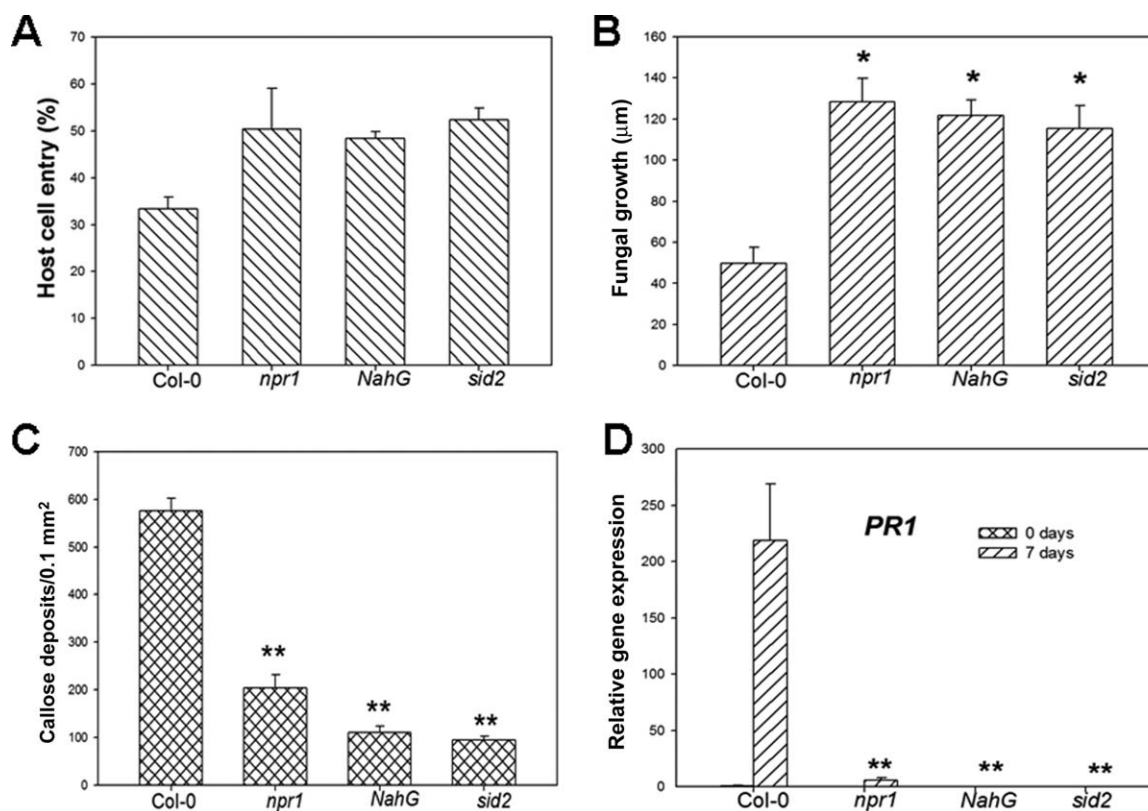 A
Host cell entry (%)
70
60
50
40
30
20
10
0
Col-0 npr1 NahG sid2
B
Fungal growth (μm)
160
140
120
100
80
60
40
20
0
* * *
Col-0 npr1 NahG sid2
C
Callose deposits/0.1 mm²
700
600
500
400
300
200
100
0
** ** **
Col-0 npr1 NahG sid2
D
Relative gene expression
300
250
200
150
100
50
0
PR1
0 days
7 days
** ** **
Col-0 npr1 NahG sid2